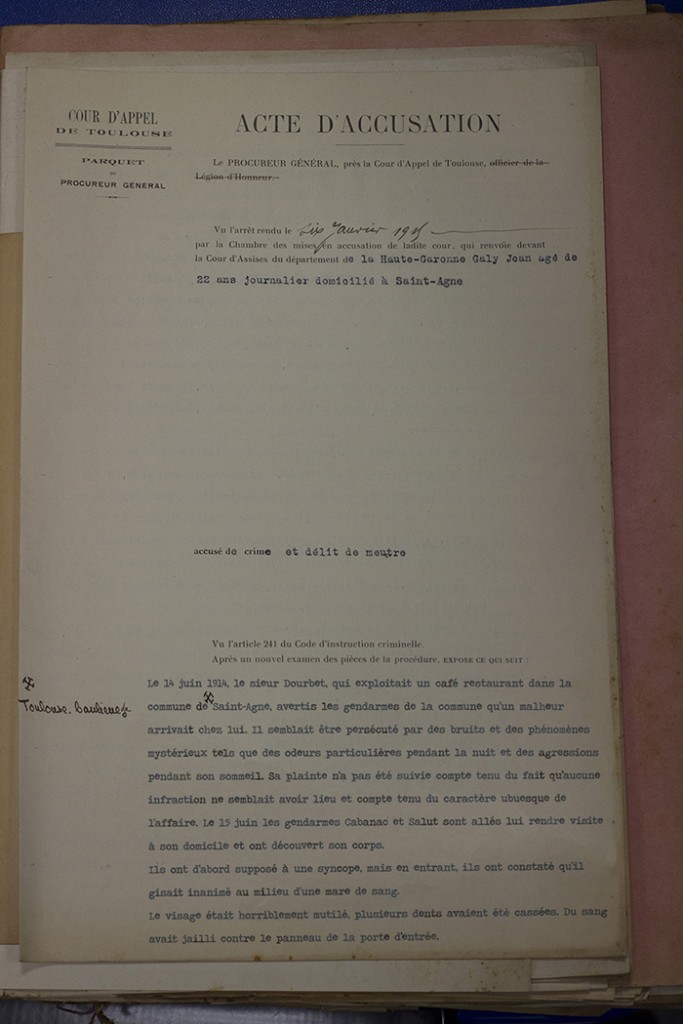 COUR D'APPEL
DE TOULOUSE
PARQUET
DU
PROCUREUR GENERAL
ACTE D'ACCUSATION
Le PROCUREUR GÉNÉRAL, près la Cour d'Appel de Toulouse, officier de la
Légion d'Honneur.
Vu l'arrêt rendu le six Janvier 1915
par la Chambre des mises en accusation de ladite cour, qui renvoie devant
la Cour d'Assises du département de la Haute-Garonne Galy Jean agé de
22 ans journalier domicilié à Saint-Agne
accusé de crime et délit de meutre
Vu l'article 241 du Code d'instruction criminelle.
Après un nouvel examen des pièces de la procédure, EXPOSE CE QUI SUIT :
Le 14 juin 1914, le sieur Dourbet, qui exploitait un café restaurant dans la
commune de Saint-Agne, avertis les gendarmes de la commune qu'un malheur
Toulouse.
arrivait chez lui. Il semblait être persécuté par des bruits et des phénomènes
mystérieux tels que des odeurs particulières pendant la nuit et des agressions
pendant son sommeil. Sa plainte n'a pas été suivie compte tenu du fait qu'aucune
infraction ne semblait avoir lieu et compte tenu du caractère ubuesque de
l'affaire. Le 15 juin les gendarmes Cabanac et Salut sont allés lui rendre visite
à son domicile et ont découvert son corps.
Ils ont d'abord supposé à une syncope, mais en entrant, ils ont constaté qu'il
gisait inanimé au milieu d'une mare de sang.
Le visage était horriblement mutilé, plusieurs dents avaient été cassées. Du sang
avait jailli contre le panneau de la porte d'entrée.